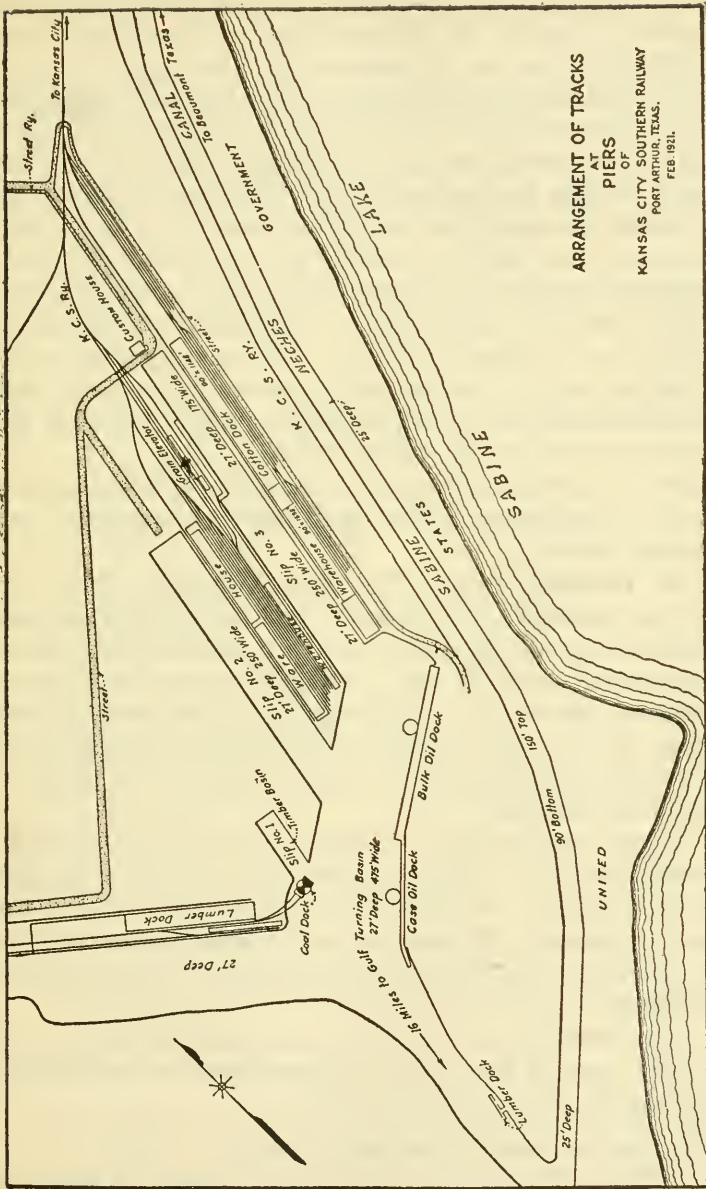 ARRANGEMENT OF TRACKS
AT
PIERS
OF
KANSAS CITY SOUTHERN RAILWAY
PORT ARTHUR, TEXAS.
FEB. 1921.
Street Ry.
To Kansas City
K.C.S. Ry.
Custom House
CANAL
To Beaumont Texas
GOVERNMENT
LAKE
SABINE
NECHES
K. C. S. RY.
25' Deep
STATES
SABINE
Street
80' x 1148'
27' DEEP 175' Wide
Cotton Dock
Grain Elevator
Slip No. 3
27' Deep 250' Wide
Warehouse
Slip No. 2
27' Deep 250' Wide
Ware House
Warehouse
Street
Slip No. 1
Timber Basin
Coal Dock
Lumber Dock
27' Deep
Bulk Oil Dock
Case Oil Dock
Turning Basin
27' Deep 475' Wide
16 Miles to Gulf
Lumber Dock
25' Deep
90' Bottom
150' Top
UNITED